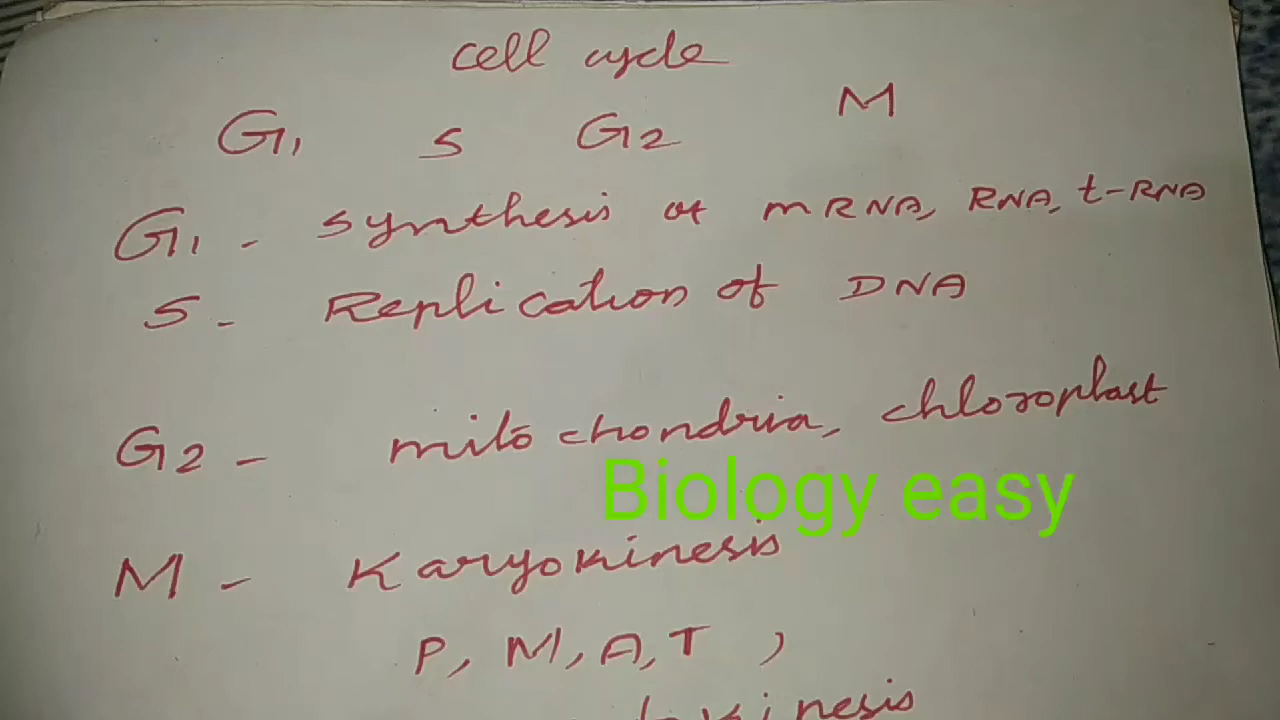 cell cycle
G1 S G2 M
G1 - synthesis of mRNA, RNA, t-RNA
S - Replication of DNA
G2 - mitochondria, chloroplast
Biology easy
M - Karyokinesis
P, M, A, T ,
kinesis